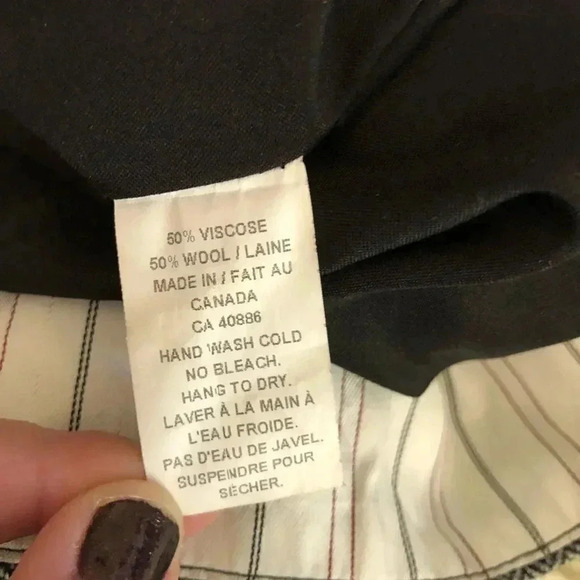 50% VISCOSE
50% WOOL / LAINE
MADE IN / FAIT AU
CANADA
CA 40886
HAND WASH COLD
NO BLEACH.
HANG TO DRY.
LAVER À LA MAIN À
L'EAU FROIDE.
PAS D'EAU DE JAVEL.
SUSPENDRE POUR
SÉCHER.